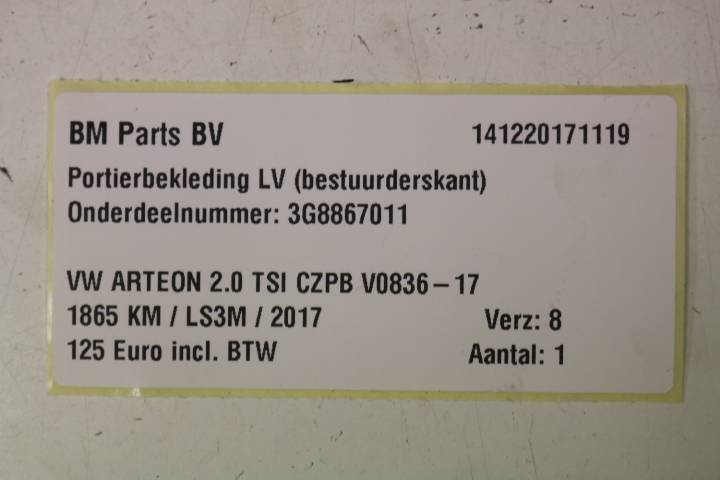 BM Parts BV 141220171119
Portierbekleding LV (bestuurderskant)
Onderdeelnummer: 3G8867011
VW ARTEON 2.0 TSI CZPB V0836-17
1865 KM / LS3M / 2017 Verz: 8
125 Euro incl. BTW Aantal: 1